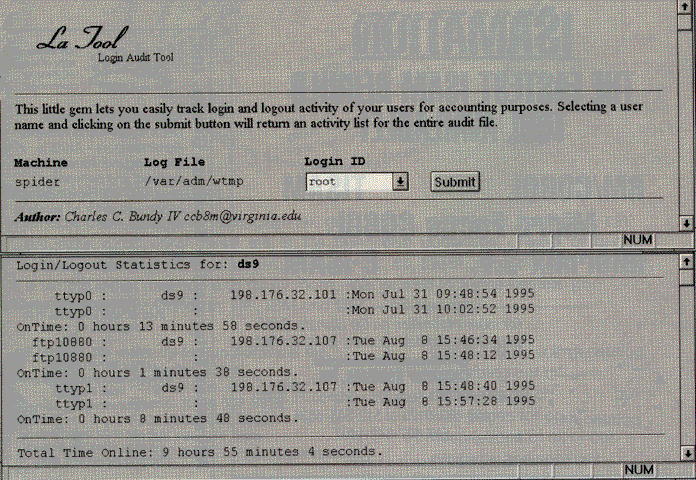 La Tool
Login Audit Tool
This little gem lets you easily track login and logout activity of your users for accounting purposes. Selecting a user
name and clicking on the submit button will return an activity list for the entire audit file.
Machine Log File Login ID
spider /var/adm/wtmp root Submit
Author: Charles C. Bundy IV ccb8m@virginia.edu
NUM
Login/Logout Statistics for: ds9
ttyp0 : ds9 : 198.176.32.101 :Mon Jul 31 09:48:54 1995
ttyp0 : : :Mon Jul 31 10:02:52 1995
OnTime: 0 hours 13 minutes 58 seconds.
ftp10880 : ds9 : 198.176.32.107 :Tue Aug 8 15:46:34 1995
ftp10880 : : :Tue Aug 8 15:48:12 1995
OnTime: 0 hours 1 minutes 38 seconds.
ttyp1 : ds9 : 198.176.32.107 :Tue Aug 8 15:48:40 1995
ttyp1 : : :Tue Aug 8 15:57:28 1995
OnTime: 0 hours 8 minutes 48 seconds.
Total Time Online: 9 hours 55 minutes 4 seconds.
NUM